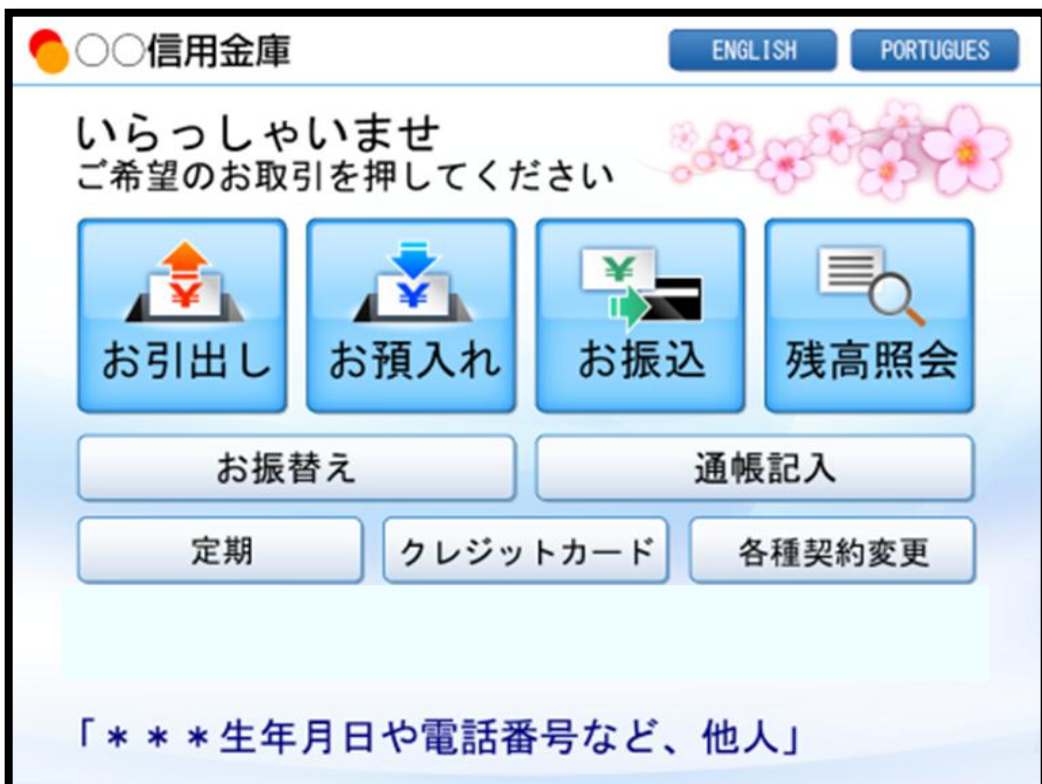 ○○信用金庫
ENGLISH
PORTUGUES
いらっしゃいませ
ご希望のお取引を押してください
¥
お引出し
¥
お預入れ
¥
お振込
残高照会
お振替え
通帳記入
定期
クレジットカード
各種契約変更
「＊＊＊生年月日や電話番号など、他人」